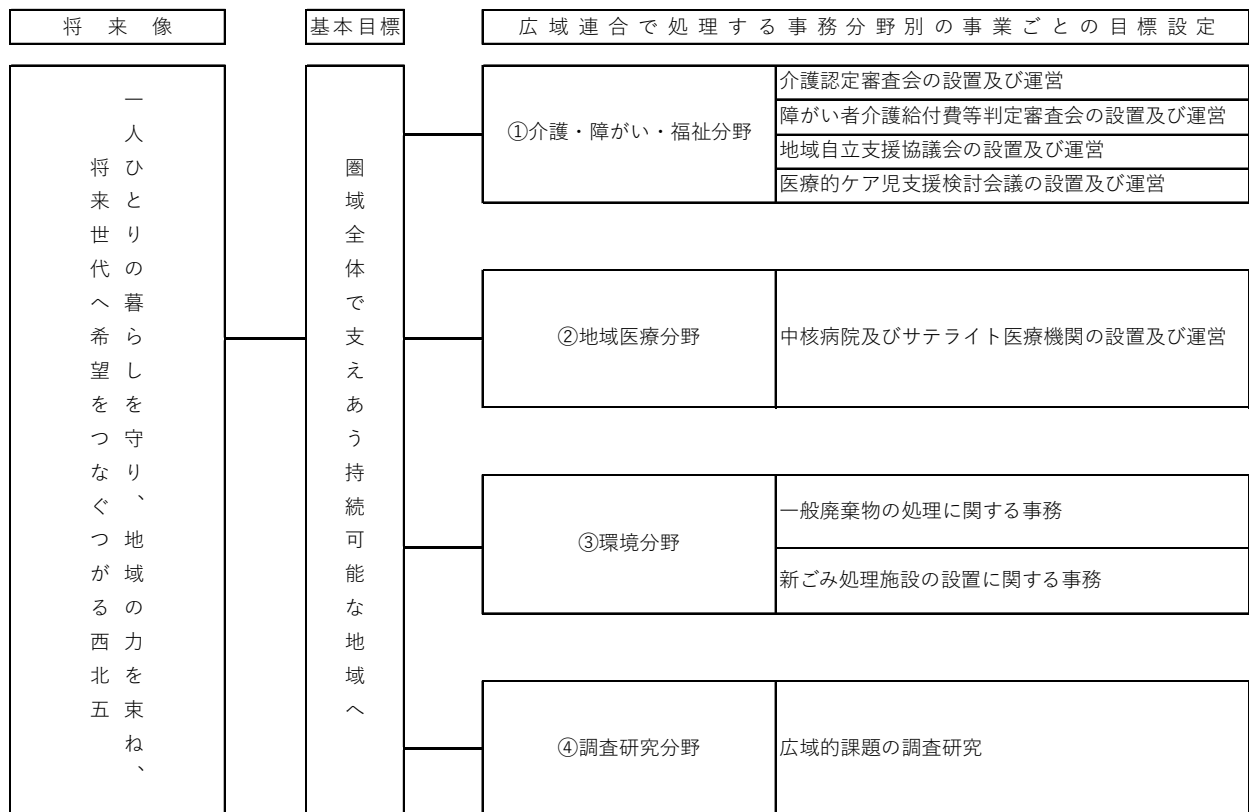 将来像
基本目標
広域連合で処理する事務分野別の事業ごとの目標設定
一人ひとりの暮らしを守り、地域の力を束ね、
将来世代へ希望をつなぐつがる西北五
圏域全体で支えあう持続可能な地域へ
①介護・障がい・福祉分野
介護認定審査会の設置及び運営
障がい者介護給付費等判定審査会の設置及び運営
地域自立支援協議会の設置及び運営
医療的ケア児支援検討会議の設置及び運営
②地域医療分野
中核病院及びサテライト医療機関の設置及び運営
③環境分野
一般廃棄物の処理に関する事務
新ごみ処理施設の設置に関する事務
④調査研究分野
広域的課題の調査研究